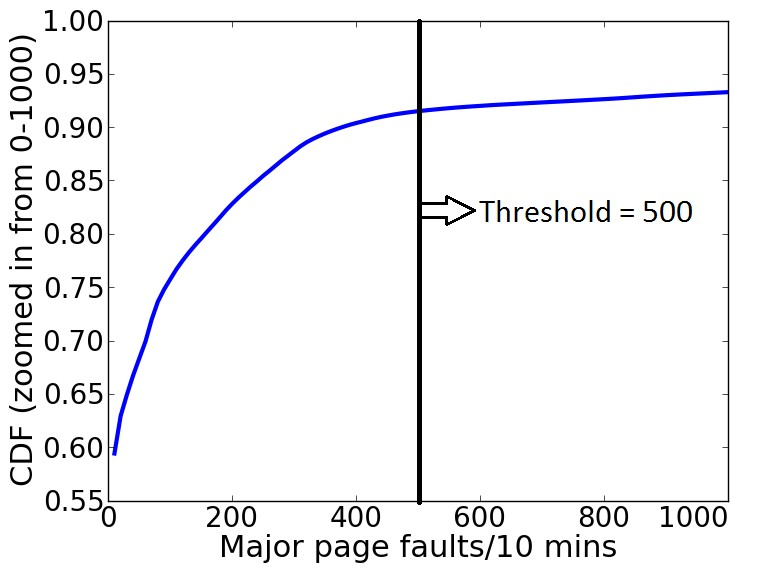 CDF (zoomed in from 0-1000)
1.00
0.95
0.90
0.85
0.80
0.75
0.70
0.65
0.60
0.55
Threshold = 500
0 200 400 600 800 1000
Major page faults/10 mins